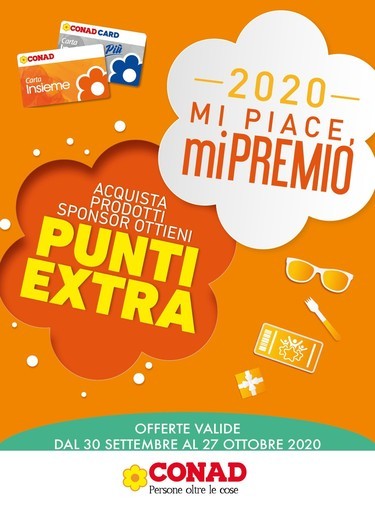 CONAD
Carta
Insieme
CONAD CARD
Più
2020
MI PIACE,
miPREMIO
ACQUISTA
PRODOTTI
SPONSOR OTTIENI
PUNTI
EXTRA
OFFERTE VALIDE
DAL 30 SETTEMBRE AL 27 OTTOBRE 2020
CONAD
Persone oltre le cose